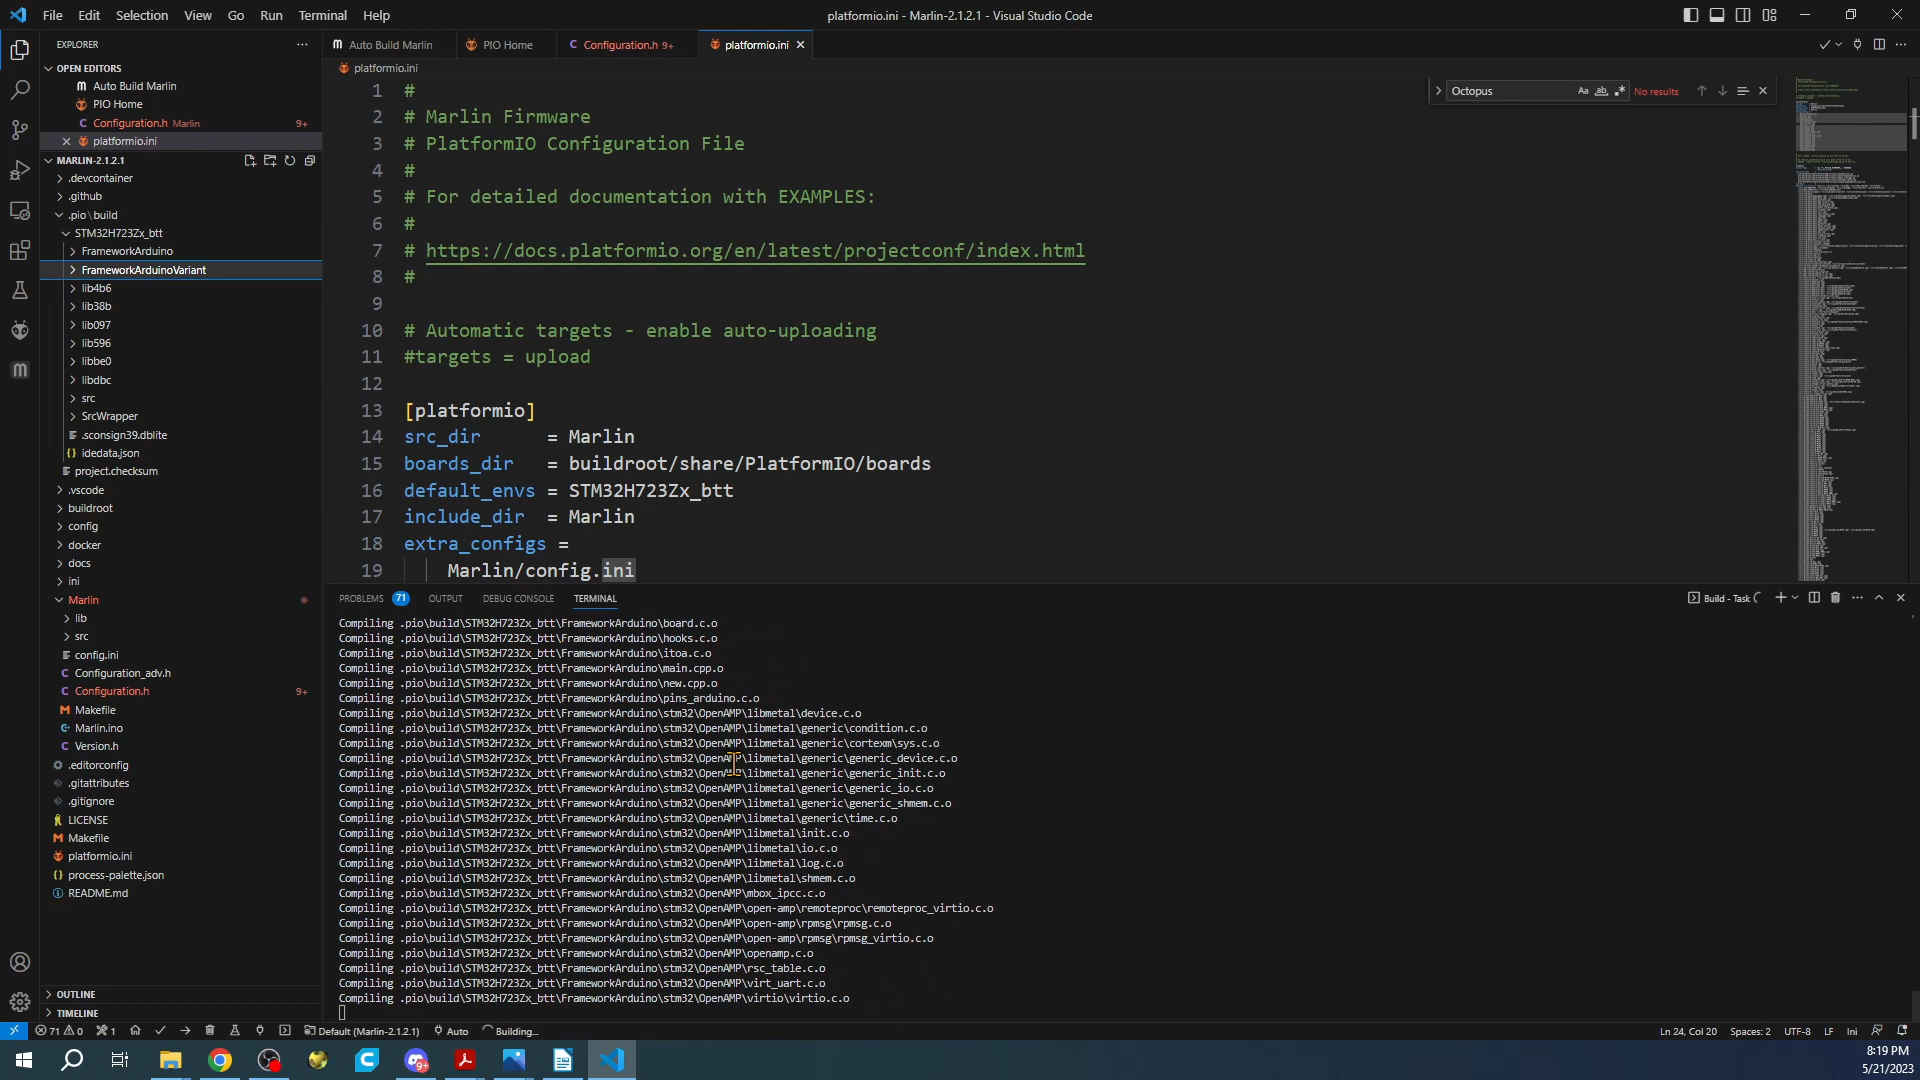 File Edit Selection View Go Run Terminal Help
platformio.ini - Marlin-2.1.2.1 - Visual Studio Code
EXPLORER
OPEN EDITORS
Auto Build Marlin
PIO Home
Configuration.h Marlin 9+
platformio.ini
MARLIN-2.1.2.1
.devcontainer
.github
.pio\build
STM32H723Zx_btt
FrameworkArduino
FrameworkArduinoVariant
lib4b6
lib38b
lib097
lib596
libbe0
libdbc
src
SrcWrapper
.sconsign39.dblite
idedata.json
project.checksum
.vscode
buildroot
config
docker
docs
ini
Marlin
lib
src
config.ini
Configuration_adv.h
Configuration.h 9+
Makefile
Marlin.ino
Version.h
.editorconfig
.gitattributes
.gitignore
LICENSE
Makefile
platformio.ini
process-palette.json
README.md
OUTLINE
TIMELINE
Auto Build Marlin PIO Home Configuration.h 9+ platformio.ini
platformio.ini
Octopus Aa ab No results
1 #
2 # Marlin Firmware
3 # PlatformIO Configuration File
4 #
5 # For detailed documentation with EXAMPLES:
6 #
7 # https://docs.platformio.org/en/latest/projectconf/index.html
8 #
9
10 # Automatic targets - enable auto-uploading
11 #targets = upload
12
13 [platformio]
14 src_dir = Marlin
15 boards_dir = buildroot/share/PlatformIO/boards
16 default_envs = STM32H723Zx_btt
17 include_dir = Marlin
18 extra_configs =
19 Marlin/config.ini
PROBLEMS 71 OUTPUT DEBUG CONSOLE TERMINAL
Build - Task
Compiling .pio\build\STM32H723Zx_btt\FrameworkArduino\board.c.o
Compiling .pio\build\STM32H723Zx_btt\FrameworkArduino\hooks.c.o
Compiling .pio\build\STM32H723Zx_btt\FrameworkArduino\itoa.c.o
Compiling .pio\build\STM32H723Zx_btt\FrameworkArduino\main.cpp.o
Compiling .pio\build\STM32H723Zx_btt\FrameworkArduino\new.cpp.o
Compiling .pio\build\STM32H723Zx_btt\FrameworkArduino\pins_arduino.c.o
Compiling .pio\build\STM32H723Zx_btt\FrameworkArduino\stm32\OpenAMP\libmetal\device.c.o
Compiling .pio\build\STM32H723Zx_btt\FrameworkArduino\stm32\OpenAMP\libmetal\generic\condition.c.o
Compiling .pio\build\STM32H723Zx_btt\FrameworkArduino\stm32\OpenAMP\libmetal\generic\cortexm\sys.c.o
Compiling .pio\build\STM32H723Zx_btt\FrameworkArduino\stm32\OpenAMP\libmetal\generic\generic_device.c.o
Compiling .pio\build\STM32H723Zx_btt\FrameworkArduino\stm32\OpenAMP\libmetal\generic\generic_init.c.o
Compiling .pio\build\STM32H723Zx_btt\FrameworkArduino\stm32\OpenAMP\libmetal\generic\generic_io.c.o
Compiling .pio\build\STM32H723Zx_btt\FrameworkArduino\stm32\OpenAMP\libmetal\generic\generic_shmem.c.o
Compiling .pio\build\STM32H723Zx_btt\FrameworkArduino\stm32\OpenAMP\libmetal\generic\time.c.o
Compiling .pio\build\STM32H723Zx_btt\FrameworkArduino\stm32\OpenAMP\libmetal\init.c.o
Compiling .pio\build\STM32H723Zx_btt\FrameworkArduino\stm32\OpenAMP\libmetal\io.c.o
Compiling .pio\build\STM32H723Zx_btt\FrameworkArduino\stm32\OpenAMP\libmetal\log.c.o
Compiling .pio\build\STM32H723Zx_btt\FrameworkArduino\stm32\OpenAMP\libmetal\shmem.c.o
Compiling .pio\build\STM32H723Zx_btt\FrameworkArduino\stm32\OpenAMP\mbox_ipcc.c.o
Compiling .pio\build\STM32H723Zx_btt\FrameworkArduino\stm32\OpenAMP\open-amp\remoteproc\remoteproc_virtio.c.o
Compiling .pio\build\STM32H723Zx_btt\FrameworkArduino\stm32\OpenAMP\open-amp\rpmsg\rpmsg.c.o
Compiling .pio\build\STM32H723Zx_btt\FrameworkArduino\stm32\OpenAMP\open-amp\rpmsg\rpmsg_virtio.c.o
Compiling .pio\build\STM32H723Zx_btt\FrameworkArduino\stm32\OpenAMP\openamp.c.o
Compiling .pio\build\STM32H723Zx_btt\FrameworkArduino\stm32\OpenAMP\rsc_table.c.o
Compiling .pio\build\STM32H723Zx_btt\FrameworkArduino\stm32\OpenAMP\virt_uart.c.o
Compiling .pio\build\STM32H723Zx_btt\FrameworkArduino\stm32\OpenAMP\virtio\virtio.c.o
71 0 1 Default (Marlin-2.1.2.1) Auto Building... Ln 24, Col 20 Spaces: 2 UTF-8 LF Ini
8:19 PM
5/21/2023